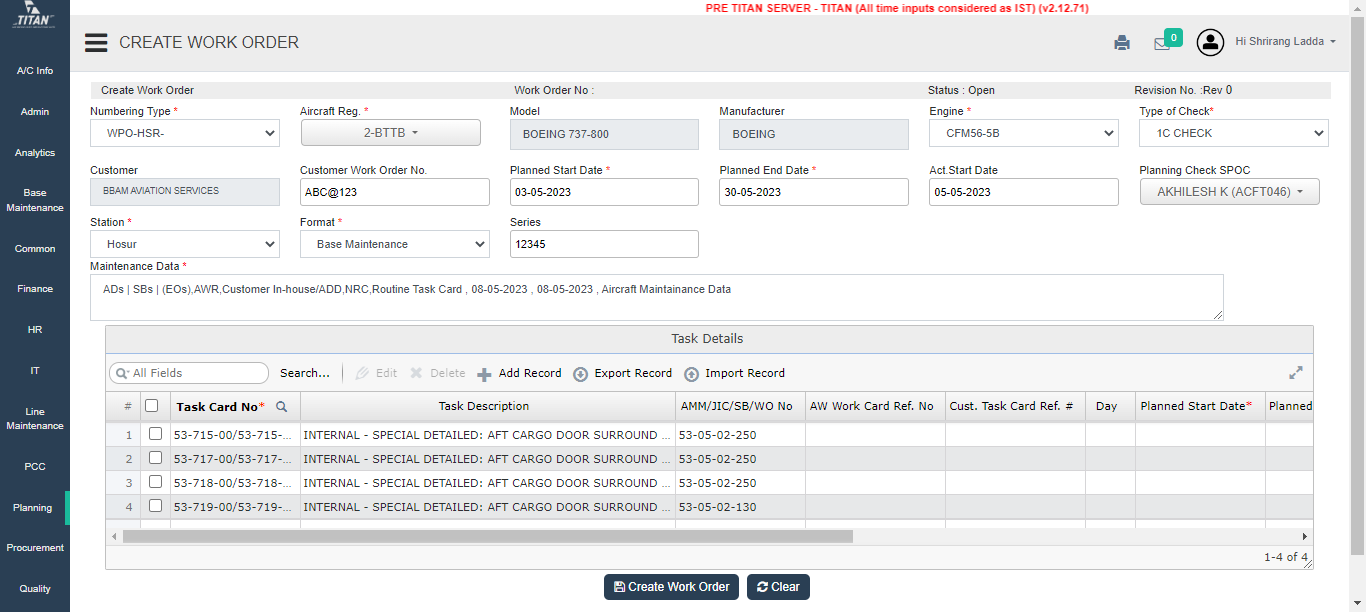 PRE TITAN SERVER - TITAN (All time inputs considered as IST) (v2.12.71)
TITAN
CREATE WORK ORDER
0
Hi Shrirang Ladda
A/C Info
Admin
Analytics
Base
Maintenance
Common
Finance
HR
IT
Line
Maintenance
PCC
Planning
Procurement
Quality
Create Work Order Work Order No : Status : Open Revision No. :Rev 0
Numbering Type * Aircraft Reg. * Model Manufacturer Engine * Type of Check*
WPO-HSR- 2-BTTB BOEING 737-800 BOEING CFM56-5B 1C CHECK
Customer Customer Work Order No. Planned Start Date * Planned End Date * Act.Start Date Planning Check SPOC
BBAM AVIATION SERVICES ABC@123 03-05-2023 30-05-2023 05-05-2023 AKHILESH K (ACFT046)
Station * Format * Series
Hosur Base Maintenance 12345
Maintenance Data *
ADs | SBs | (EOs),AWR,Customer In-house/ADD,NRC,Routine Task Card , 08-05-2023 , 08-05-2023 , Aircraft Maintainance Data
Task Details
All Fields Search... Edit Delete Add Record Export Record Import Record
# Task Card No* Task Description AMM/JIC/SB/WO No AW Work Card Ref. No Cust. Task Card Ref. # Day Planned Start Date* Planned
1 53-715-00/53-715-... INTERNAL - SPECIAL DETAILED: AFT CARGO DOOR SURROUND ... 53-05-02-250
2 53-717-00/53-717-... INTERNAL - SPECIAL DETAILED: AFT CARGO DOOR SURROUND ... 53-05-02-250
3 53-718-00/53-718-... INTERNAL - SPECIAL DETAILED: AFT CARGO DOOR SURROUND ... 53-05-02-250
4 53-719-00/53-719-... INTERNAL - SPECIAL DETAILED: AFT CARGO DOOR SURROUND ... 53-05-02-130
1-4 of 4
Create Work Order Clear